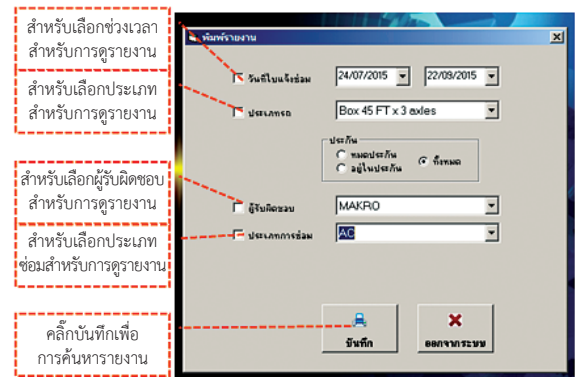 สำหรับเลือกช่วงเวลา
สำหรับการดูรายงาน
สำหรับเลือกประเภท
สำหรับการดูรายงาน
สำหรับเลือกผู้รับผิดชอบ
สำหรับการดูรายงาน
สำหรับเลือกประเภท
ซ่อมสำหรับการดูรายงาน
คลิ๊กบันทึกเพื่อ
การค้นหารายงาน
พิมพ์รายงาน
วันที่ใบแจ้งซ่อม 24/07/2015 22/09/2015
ประเภทรถ Box 45 FT x 3 axles
ประกัน
หมดประกัน
อยู่ในประกัน
ทั้งหมด
ผู้รับผิดชอบ MAKRO
ประเภทการซ่อม AC
บันทึก ออกจากระบบ